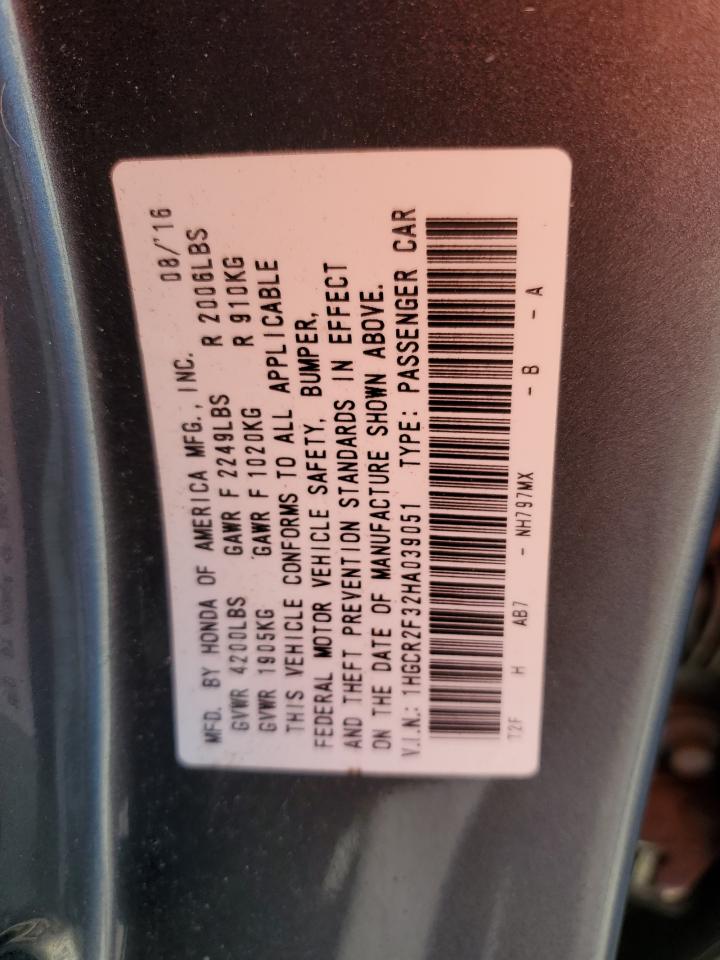 MFD. BY HONDA OF AMERICA MFG., INC. 08/'16
GVWR 4200LBS GAWR F 2249LBS R 2006LBS
GVWR 1905KG GAWR F 1020KG R 910KG
THIS VEHICLE CONFORMS TO ALL APPLICABLE
FEDERAL MOTOR VEHICLE SAFETY, BUMPER,
AND THEFT PREVENTION STANDARDS IN EFFECT
ON THE DATE OF MANUFACTURE SHOWN ABOVE.
V.I.N.: 1HGCR2F32HA039051 TYPE: PASSENGER CAR
T2F H AB7 - NH797MX - B - A